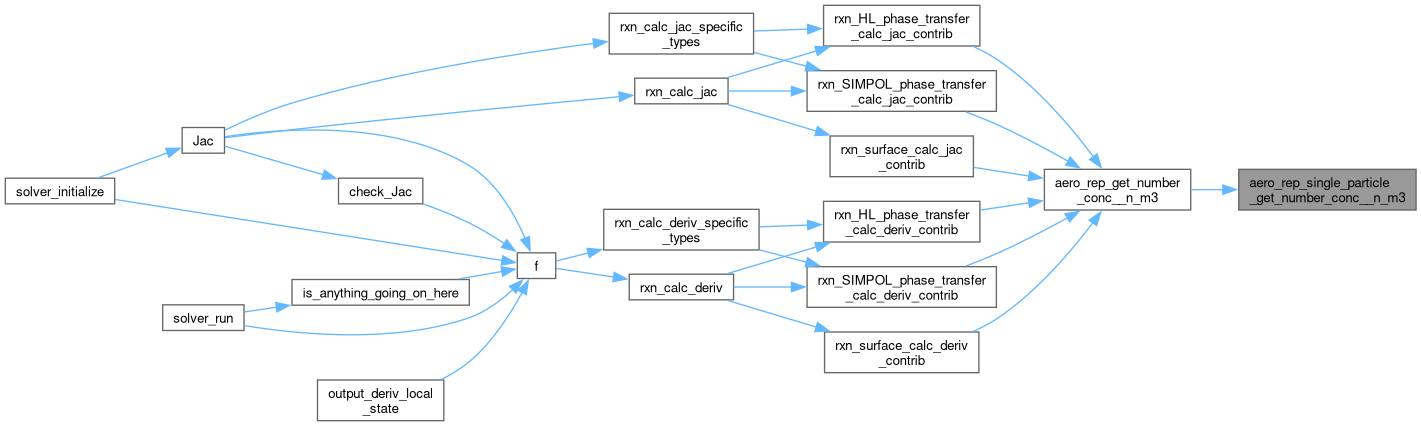 rxn_HL_phase_transfer
_calc_jac_contrib
rxn_calc_jac_specific
_types
rxn_SIMPOL_phase_transfer
_calc_jac_contrib
rxn_calc_jac
Jac
rxn_surface_calc_jac
_contrib
solver_initialize
check_Jac
aero_rep_get_number
_conc__n_m3
aero_rep_single_particle
_get_number_conc__n_m3
rxn_calc_deriv_specific
_types
rxn_HL_phase_transfer
_calc_deriv_contrib
f
is_anything_going_on_here
rxn_calc_deriv
rxn_SIMPOL_phase_transfer
_calc_deriv_contrib
solver_run
rxn_surface_calc_deriv
_contrib
output_deriv_local
_state